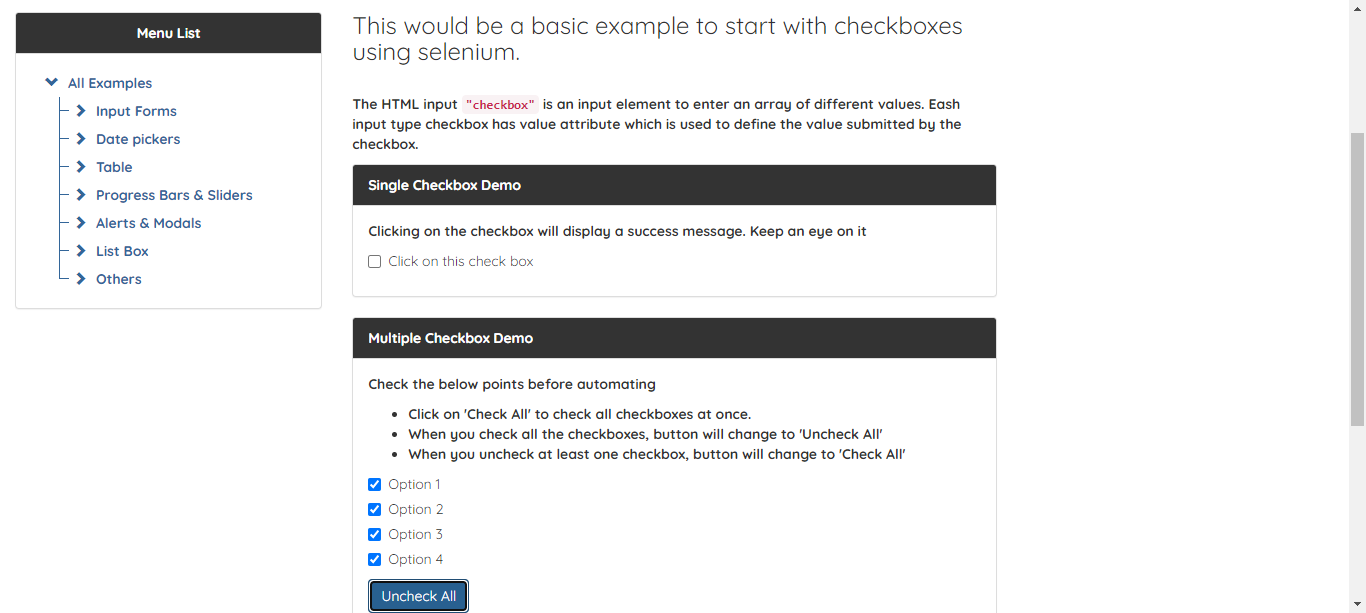 Menu List
All Examples
Input Forms
Date pickers
Table
Progress Bars & Sliders
Alerts & Modals
List Box
Others
This would be a basic example to start with checkboxes
using selenium.
The HTML input "checkbox" is an input element to enter an array of different values. Eash
input type checkbox has value attribute which is used to define the value submitted by the
checkbox.
Single Checkbox Demo
Clicking on the checkbox will display a success message. Keep an eye on it
Click on this check box
Multiple Checkbox Demo
Check the below points before automating
• Click on 'Check All' to check all checkboxes at once.
• When you check all the checkboxes, button will change to 'Uncheck All'
• When you uncheck at least one checkbox, button will change to 'Check All'
Option 1
Option 2
Option 3
Option 4
Uncheck All